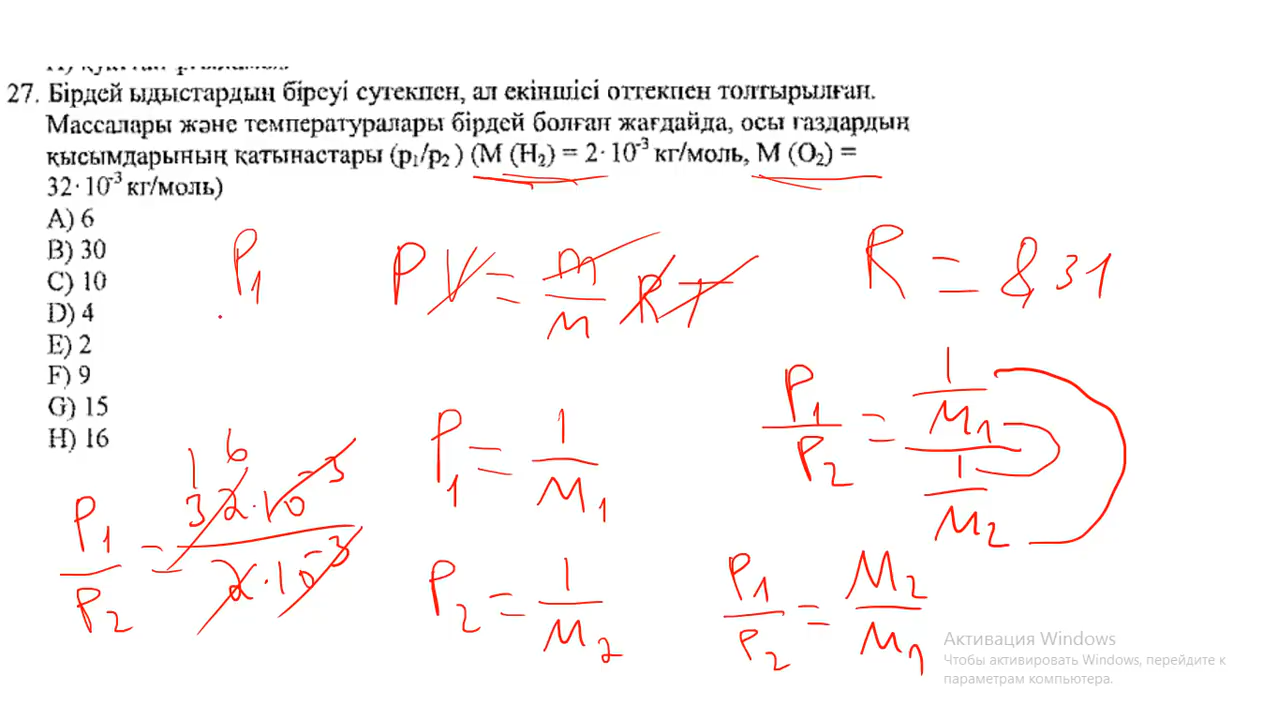 27. Бірдей ыдыстардың біреуі сутекпен, ал екіншісі оттекпен толтырылған.
Массалары және температуралары бірдей болған жағдайда, осы газдардың
қысымдарының қатынастары (p₁/p₂ ) (M (H₂) = 2· 10⁻³ кг/моль, M (O₂) =
32· 10⁻³ кг/моль)
A) 6
B) 30
C) 10
D) 4
E) 2
F) 9
G) 15
H) 16
P₁
PV = m/M RT
R = 8,31
P₁ = 1/M₁
P₁/P₂ = 1/M₁ / 1/M₂
P₁/P₂ = 32·10⁻³ / 2·10⁻³
16
P₂ = 1/M₂
P₁/P₂ = M₂/M₁
Активация Windows
Чтобы активировать Windows, перейдите к
параметрам компьютера.